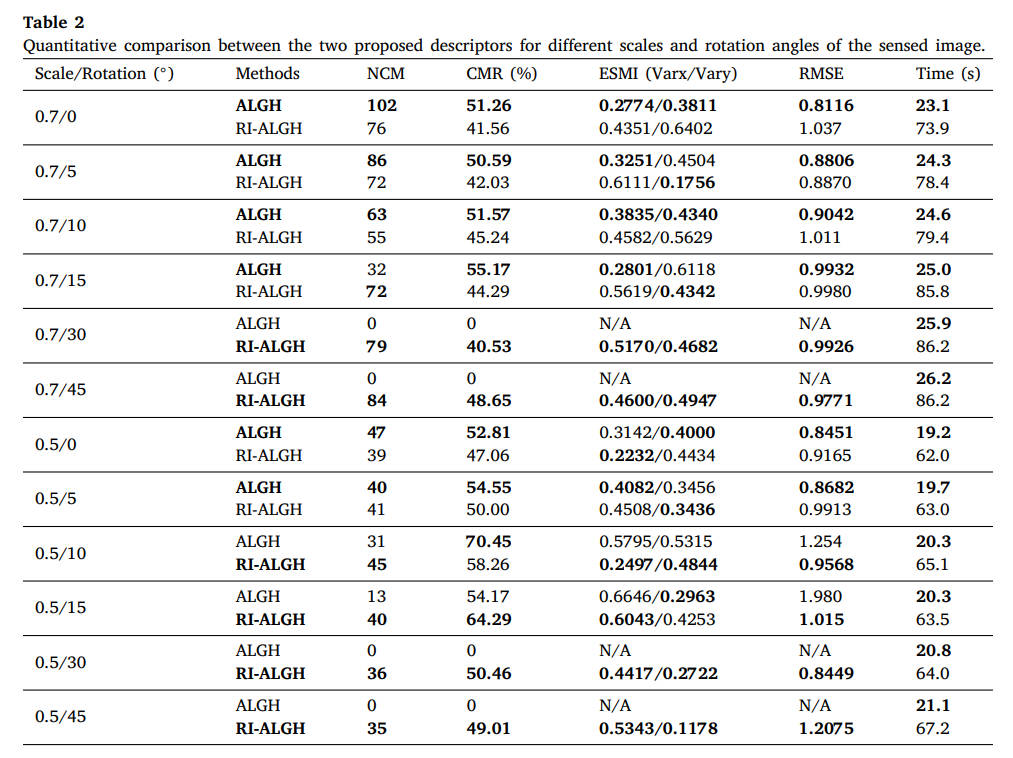 Table 2
Quantitative comparison between the two proposed descriptors for different scales and rotation angles of the sensed image.
Scale/Rotation (°) Methods NCM CMR (%) ESMI (Varx/Vary) RMSE Time (s)
0.7/0 ALGH 102 51.26 0.2774/0.3811 0.8116 23.1
RI-ALGH 76 41.56 0.4351/0.6402 1.037 73.9
0.7/5 ALGH 86 50.59 0.3251/0.4504 0.8806 24.3
RI-ALGH 72 42.03 0.6111/0.1756 0.8870 78.4
0.7/10 ALGH 63 51.57 0.3835/0.4340 0.9042 24.6
RI-ALGH 55 45.24 0.4582/0.5629 1.011 79.4
0.7/15 ALGH 32 55.17 0.2801/0.6118 0.9932 25.0
RI-ALGH 72 44.29 0.5619/0.4342 0.9980 85.8
0.7/30 ALGH 0 0 N/A N/A 25.9
RI-ALGH 79 40.53 0.5170/0.4682 0.9926 86.2
0.7/45 ALGH 0 0 N/A N/A 26.2
RI-ALGH 84 48.65 0.4600/0.4947 0.9771 86.2
0.5/0 ALGH 47 52.81 0.3142/0.4000 0.8451 19.2
RI-ALGH 39 47.06 0.2232/0.4434 0.9165 62.0
0.5/5 ALGH 40 54.55 0.4082/0.3456 0.8682 19.7
RI-ALGH 41 50.00 0.4508/0.3436 0.9913 63.0
0.5/10 ALGH 31 70.45 0.5795/0.5315 1.254 20.3
RI-ALGH 45 58.26 0.2497/0.4844 0.9568 65.1
0.5/15 ALGH 13 54.17 0.6646/0.2963 1.980 20.3
RI-ALGH 40 64.29 0.6043/0.4253 1.015 63.5
0.5/30 ALGH 0 0 N/A N/A 20.8
RI-ALGH 36 50.46 0.4417/0.2722 0.8449 64.0
0.5/45 ALGH 0 0 N/A N/A 21.1
RI-ALGH 35 49.01 0.5343/0.1178 1.2075 67.2